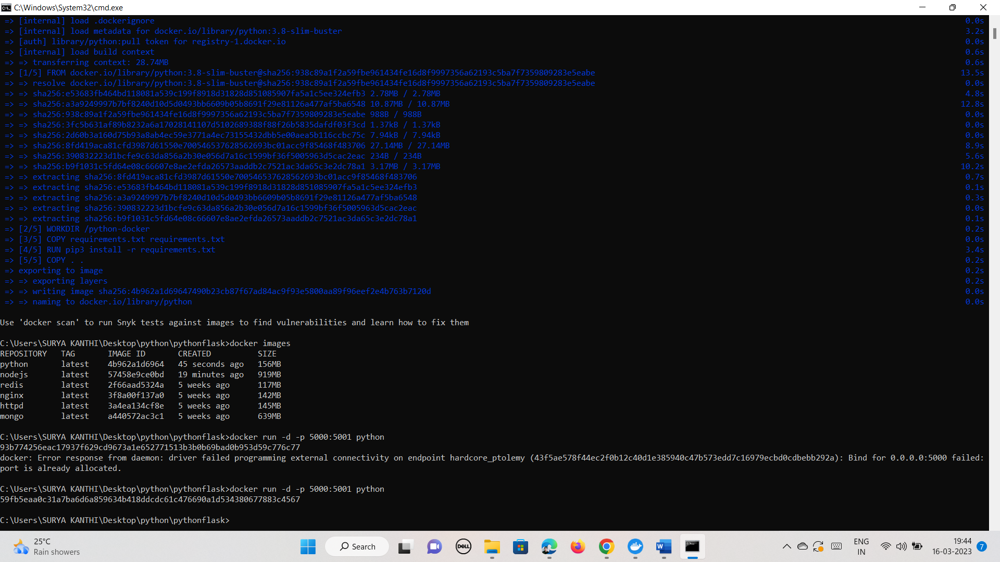 C:\Windows\System32\cmd.exe
=> [internal] load .dockerignore 0.0s
=> [internal] load metadata for docker.io/library/python:3.8-slim-buster 3.2s
=> [auth] library/python:pull token for registry-1.docker.io 0.0s
=> [internal] load build context 0.6s
=> => transferring context: 28.74MB 0.6s
=> [1/5] FROM docker.io/library/python:3.8-slim-buster@sha256:938c89a1f2a59fbe961434fe16d8f9997356a62193c5ba7f7359809283e5eabe 13.5s
=> => resolve docker.io/library/python:3.8-slim-buster@sha256:938c89a1f2a59fbe961434fe16d8f9997356a62193c5ba7f7359809283e5eabe 0.0s
=> => sha256:e53683fb464bd118081a539c199f8918d31828d851085907fa5a1c5ee324efb3 2.78MB / 2.78MB 4.8s
=> => sha256:a3a9249997b7bf8240d10d5d0493bb6609b05b8691f29e81126a477af5ba6548 10.87MB / 10.87MB 12.8s
=> => sha256:938c89a1f2a59fbe961434fe16d8f9997356a62193c5ba7f7359809283e5eabe 988B / 988B 0.0s
=> => sha256:3fc5b631af89b8232a6a17028141107d5102689388f88f26b5835dafdf03f3cd 1.37kB / 1.37kB 0.0s
=> => sha256:2d60b3a160d75b93a8ab4ec59e3771a4ec73155432dbb5e00aea5b116ccbc75c 7.94kB / 7.94kB 0.0s
=> => sha256:8fd419aca81cfd3987d61550e700546537628562693bc01acc9f85468f483706 27.14MB / 27.14MB 8.9s
=> => sha256:390832223d1bcfe9c63da856a2b30e056d7a16c1599bf36f5005963d5cac2eac 234B / 234B 5.6s
=> => sha256:b9f1031c5fd64e08c66607e8ae2efda26573aaddb2c7521ac3da65c3e2dc78a1 3.17MB / 3.17MB 10.2s
=> => extracting sha256:8fd419aca81cfd3987d61550e700546537628562693bc01acc9f85468f483706 0.7s
=> => extracting sha256:e53683fb464bd118081a539c199f8918d31828d851085907fa5a1c5ee324efb3 0.1s
=> => extracting sha256:a3a9249997b7bf8240d10d5d0493bb6609b05b8691f29e81126a477af5ba6548 0.3s
=> => extracting sha256:390832223d1bcfe9c63da856a2b30e056d7a16c1599bf36f5005963d5cac2eac 0.0s
=> => extracting sha256:b9f1031c5fd64e08c66607e8ae2efda26573aaddb2c7521ac3da65c3e2dc78a1 0.1s
=> [2/5] WORKDIR /python-docker 0.2s
=> [3/5] COPY requirements.txt requirements.txt 0.0s
=> [4/5] RUN pip3 install -r requirements.txt 3.4s
=> [5/5] COPY . . 0.2s
=> exporting to image 0.2s
=> => exporting layers 0.2s
=> => writing image sha256:4b962a1d69647490b23cb87f67ad84ac9f93e5800aa89f96eef2e4b763b7120d 0.0s
=> => naming to docker.io/library/python 0.0s
Use 'docker scan' to run Snyk tests against images to find vulnerabilities and learn how to fix them
C:\Users\SURYA KANTHI\Desktop\python\pythonflask>docker images
REPOSITORY TAG IMAGE ID CREATED SIZE
python latest 4b962a1d6964 45 seconds ago 156MB
nodejs latest 57458e9ce0bd 19 minutes ago 919MB
redis latest 2f66aad5324a 5 weeks ago 117MB
nginx latest 3f8a00f137a0 5 weeks ago 142MB
httpd latest 3a4ea134cf8e 5 weeks ago 145MB
mongo latest a440572ac3c1 5 weeks ago 639MB
C:\Users\SURYA KANTHI\Desktop\python\pythonflask>docker run -d -p 5000:5001 python
93b774256eac17937f629cd9673a1e652771513b3b0b69bad0b953d59c776c77
docker: Error response from daemon: driver failed programming external connectivity on endpoint hardcore_ptolemy (43f5ae578f44ec2f0b12c40d1e385940c47b573edd7c16979ecbd0cdbebb292a): Bind for 0.0.0.0:5000 failed:
port is already allocated.
C:\Users\SURYA KANTHI\Desktop\python\pythonflask>docker run -d -p 5000:5001 python
59fb5eaa0c31a7ba6d6a859634b418ddcdc61c476690a1d534380677883c4567
C:\Users\SURYA KANTHI\Desktop\python\pythonflask>
25°C
Rain showers
Search
DELL
W
ENG
IN
19:44
16-03-2023
7